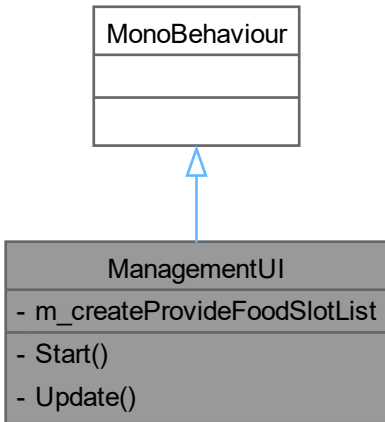 MonoBehaviour
ManagementUI
- m_createProvideFoodSlotList
- Start()
- Update()